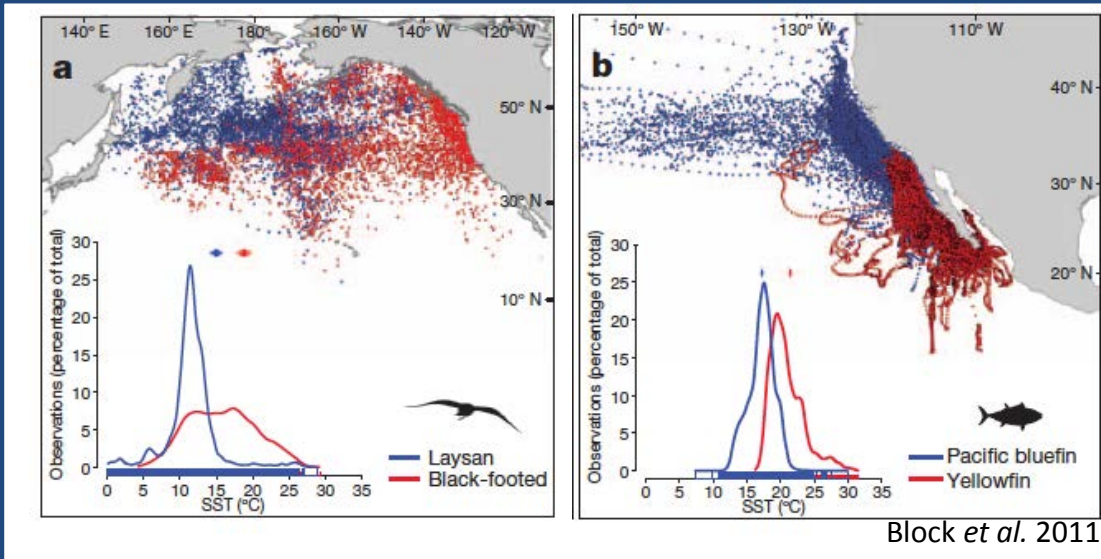 140° E 160° E 180° 160° W 140° W 120° W
a
50° N
30° N
10° N
Observations (percentage of total)
30
25
20
15
10
5
0
0 5 10 15 20 25 30 35
SST (°C)
Laysan
Black-footed
150° W 130° W 110° W
b
40° N
30° N
20° N
Observations (percentage of total)
30
25
20
15
10
5
0
0 5 10 15 20 25 30 35
SST (°C)
Pacific bluefin
Yellowfin
Block et al. 2011